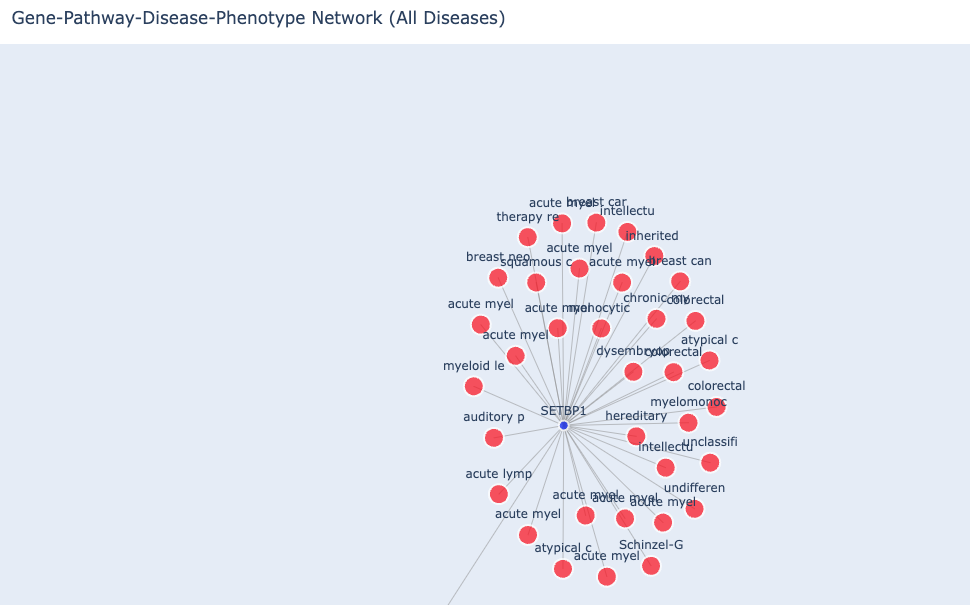 Gene-Pathway-Disease-Phenotype Network (All Diseases)
acute myel
breast car
intellectu
therapy re
inherited
acute myel
breast neo
squamous c
acute myel
breast can
chronic my
colorectal
acute myel
acute myel
monocytic
acute myel
atypical c
dysembryop
colorectal
myeloid le
colorectal
myelomonoc
SETBP1
auditory p
hereditary
unclassifi
intellectu
acute lymp
undifferen
acute myel
acute myel
acute myel
acute myel
atypical c
acute myel
Schinzel-G